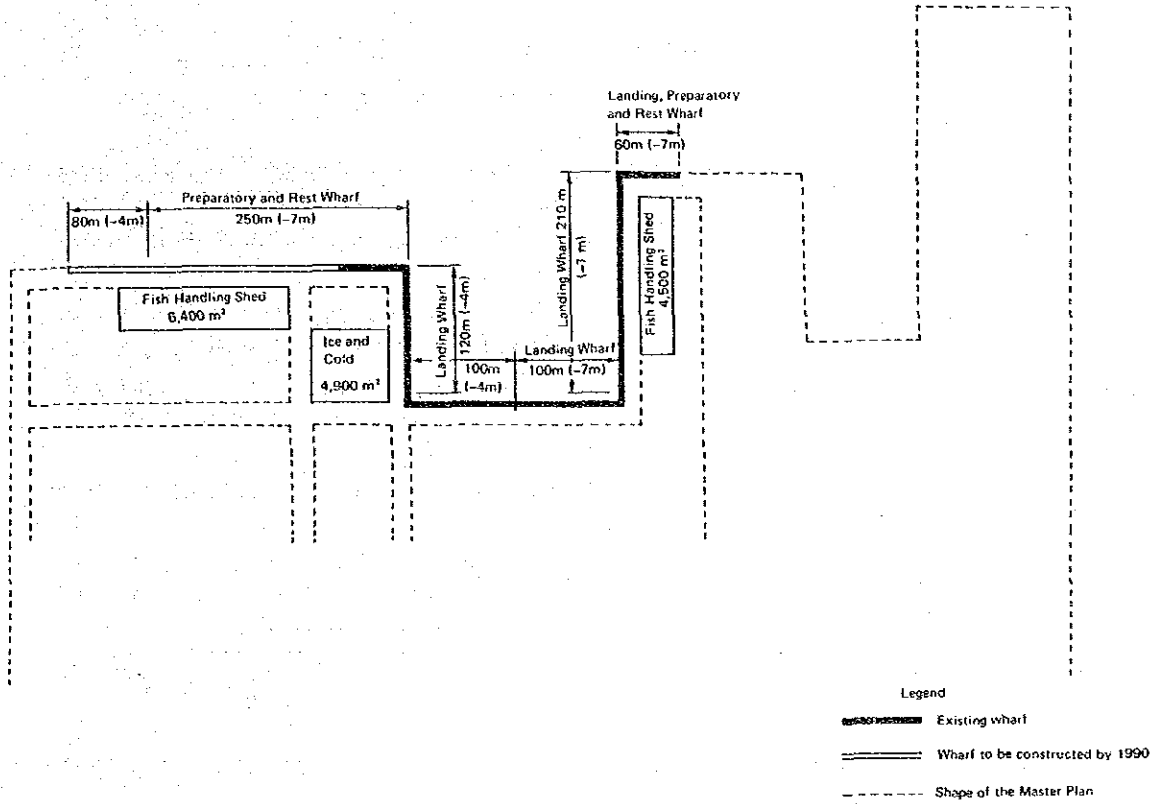 Landing, Preparatory
and Rest Wharf
60m (-7m)
Preparatory and Rest Wharf
80m (-4m)
250m (-7m)
Landing Wharf 210 m
(-7 m)
Fish Handling Shed
4,500 m²
Fish Handling Shed
6,400 m²
Ice and
Cold
4,900 m²
Landing Wharf
120m (-4m)
Landing Wharf
100m
(-4m)
100m (-7m)
Legend
Existing wharf
Wharf to be constructed by 1990
Shape of the Master Plan